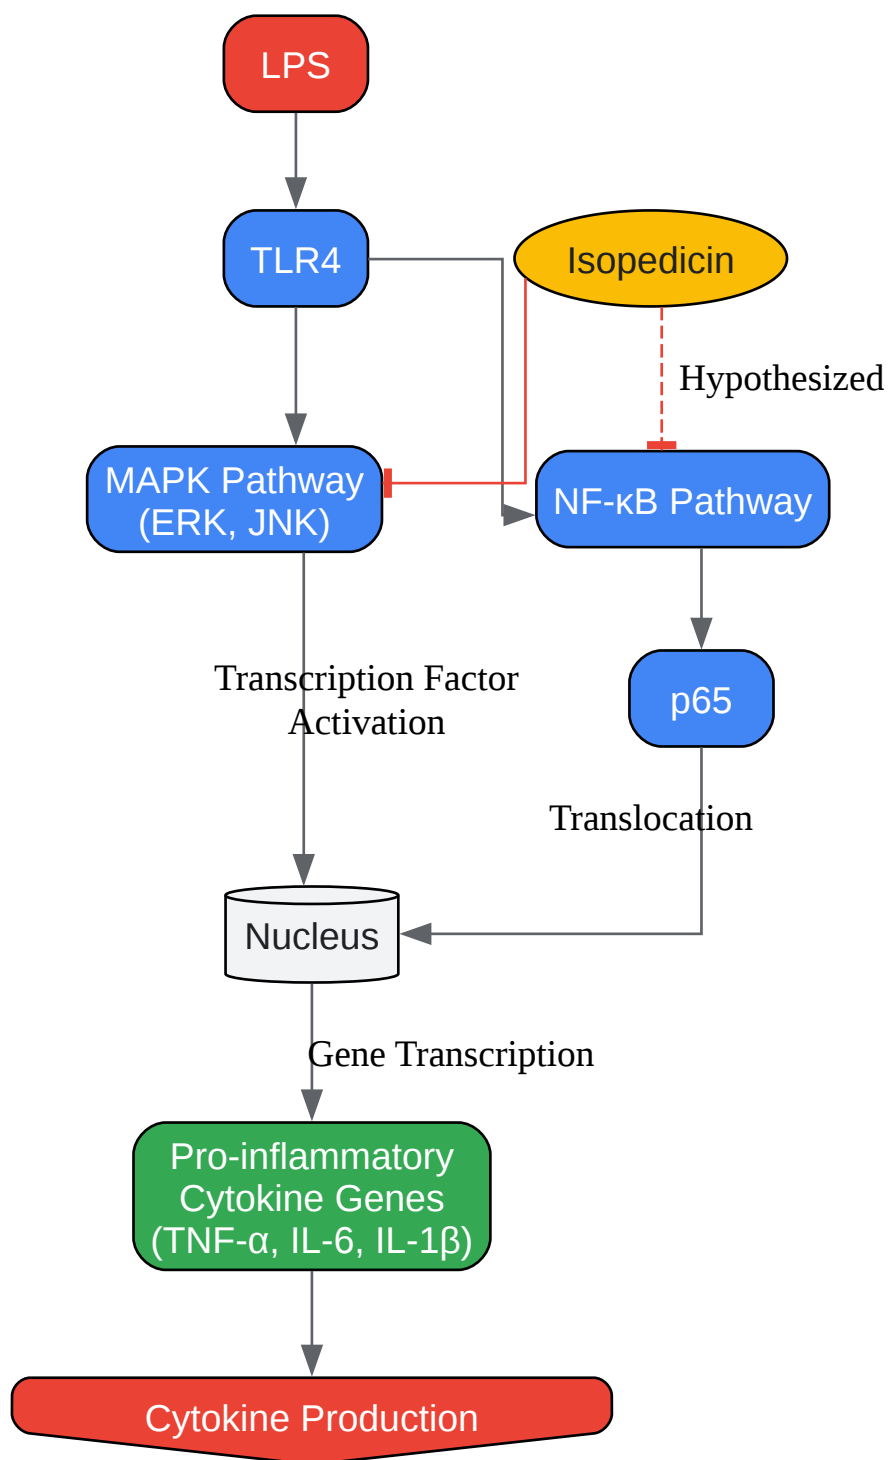 LPS
TLR4
Isopedicin
Hypothesized
MAPK Pathway
(ERK, JNK)
NF-κB Pathway
Transcription Factor
Activation
p65
Translocation
Nucleus
Gene Transcription
Pro-inflammatory
Cytokine Genes
(TNF-α, IL-6, IL-1β)
Cytokine Production